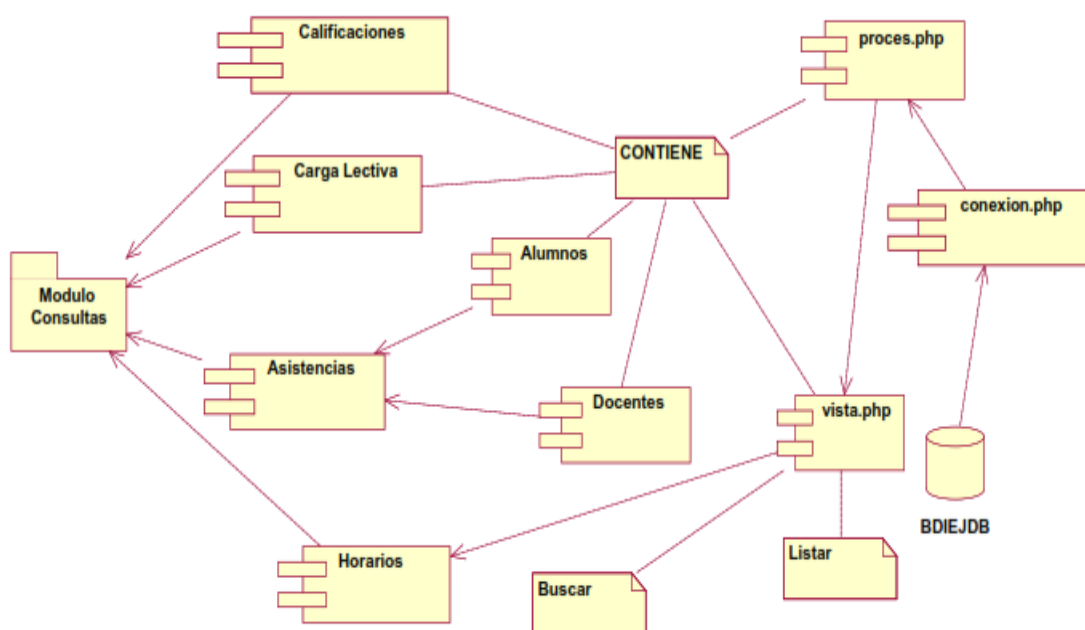 Calificaciones
proces.php
CONTIENE
Carga Lectiva
conexion.php
Alumnos
Modulo
Consultas
Asistencias
Docentes
vista.php
BDIEJDB
Horarios
Listar
Buscar